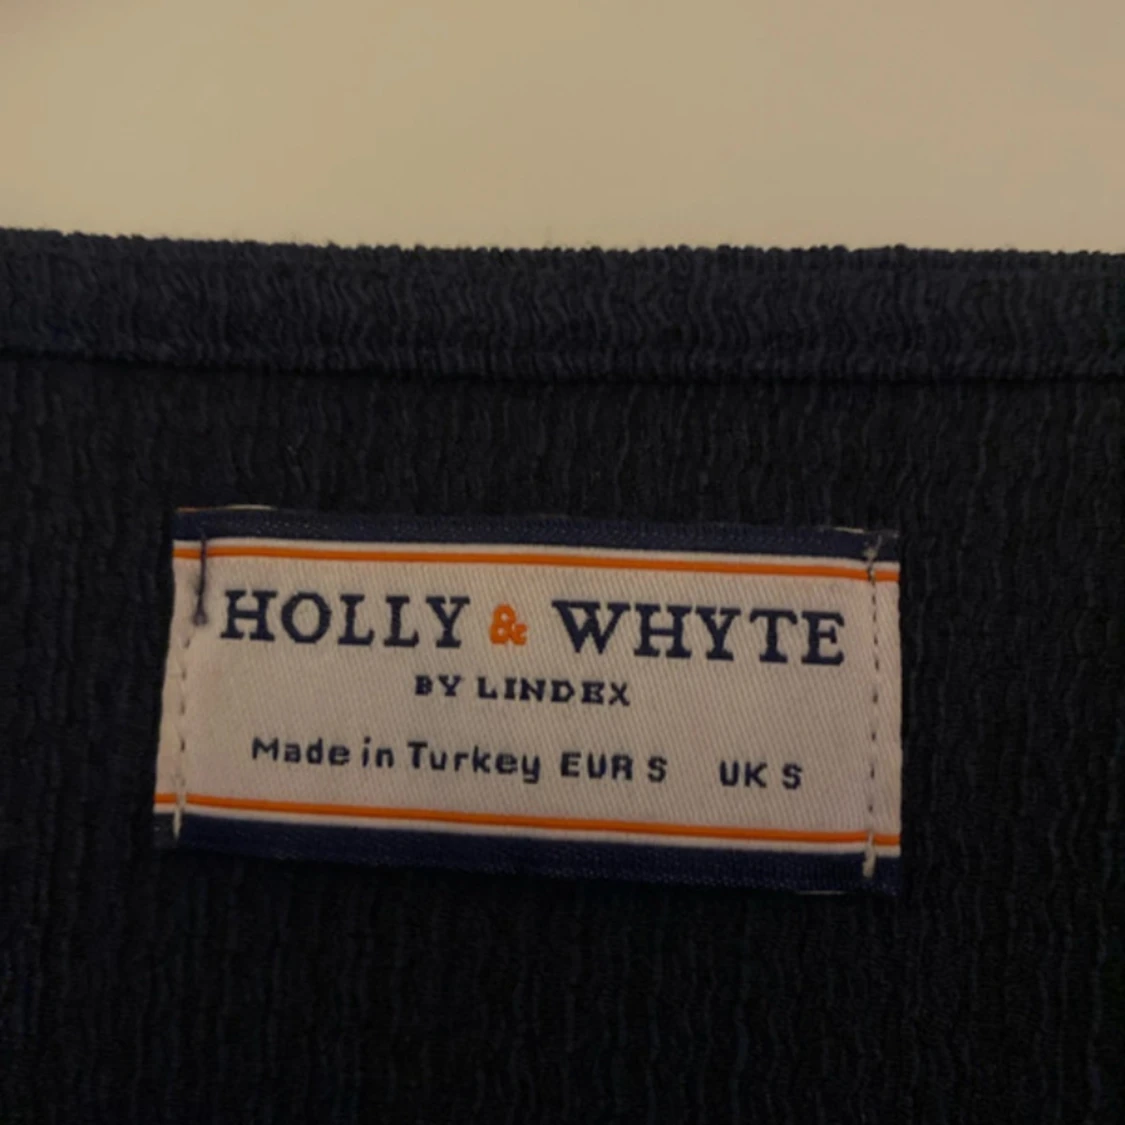 HOLLY & WHYTE
BY LINDEX
Made in Turkey EUR S UK S